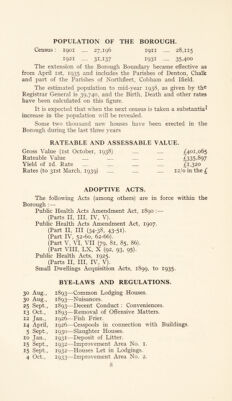 POPULATION OF THE BOROUGH.
Census: 1901 ... 27,196 1911 ... 28,115
1921 ... 31,137 1931 ... 35,400
The extension of the Borough Boundary became effective as
from April 1st, 1935 and includes the Parishes of Denton, Chalk
and part of the Parishes of Northfleet, Cobham and Ifield.
The estimated population to mid-year 1938, as given by the
Registrar General is 39,740, and the Birth, Death and other rates
have been calculated on this figure.
It is expected that when the next census is taken a substantial
increase in the population will be revealed.
Some two thousand new houses have been erected in the
Borough during the last three years
RATEABLE AND ASSESSABLE VALUE.
Gross Value (1st October, 1938) ... £401,065
Rateable Value ... £335,897
Yield of 1d. Rate ... £1,320
Rates (to 31st March, 1939) ... 12/0 in the £
ADOPTIVE ACTS.
The following Acts (among others) are in force within the
Borough :—
Public Health Acts Amendment Act, 1890 :—
(Parts II, III, IV, V).
Public Health Acts Amendment Act, 1907.
(Part II, III (34-38, 43-51).
(Part IV, 52-60, 62-66).
(Part V, VI, VII (79, 81, 85, 86).
(Part VIII, I.X, X (92, 93, 95).
Public Health Acts, 1925.
(Parts II, III, IV, V).
Small Dwellings Acquisition Acts, 1899, to 1935.
BYE-LAWS AND REGULATIONS.
30 Aug., 1893—Common Lodging Houses.
30 Aug., 1893—Nuisances.
25 Sept., 1893—Decent Conduct : Conveniences.
13 Oct., 1893—Removal of Offensive Matters.
12 Jan., 1926—Fish Frier.
14 April, 1926—Cesspools in connection with Buildings
5 Sept., 1930—Slaughter Houses.
10 Jan., 1931—Deposit of Litter.
15 Sept., 1932—Improvement Area No. 1.
15 Sept., 1932—Houses Let in Lodgings.
4 Oct., 1933—Improvement Area No. 2.
8